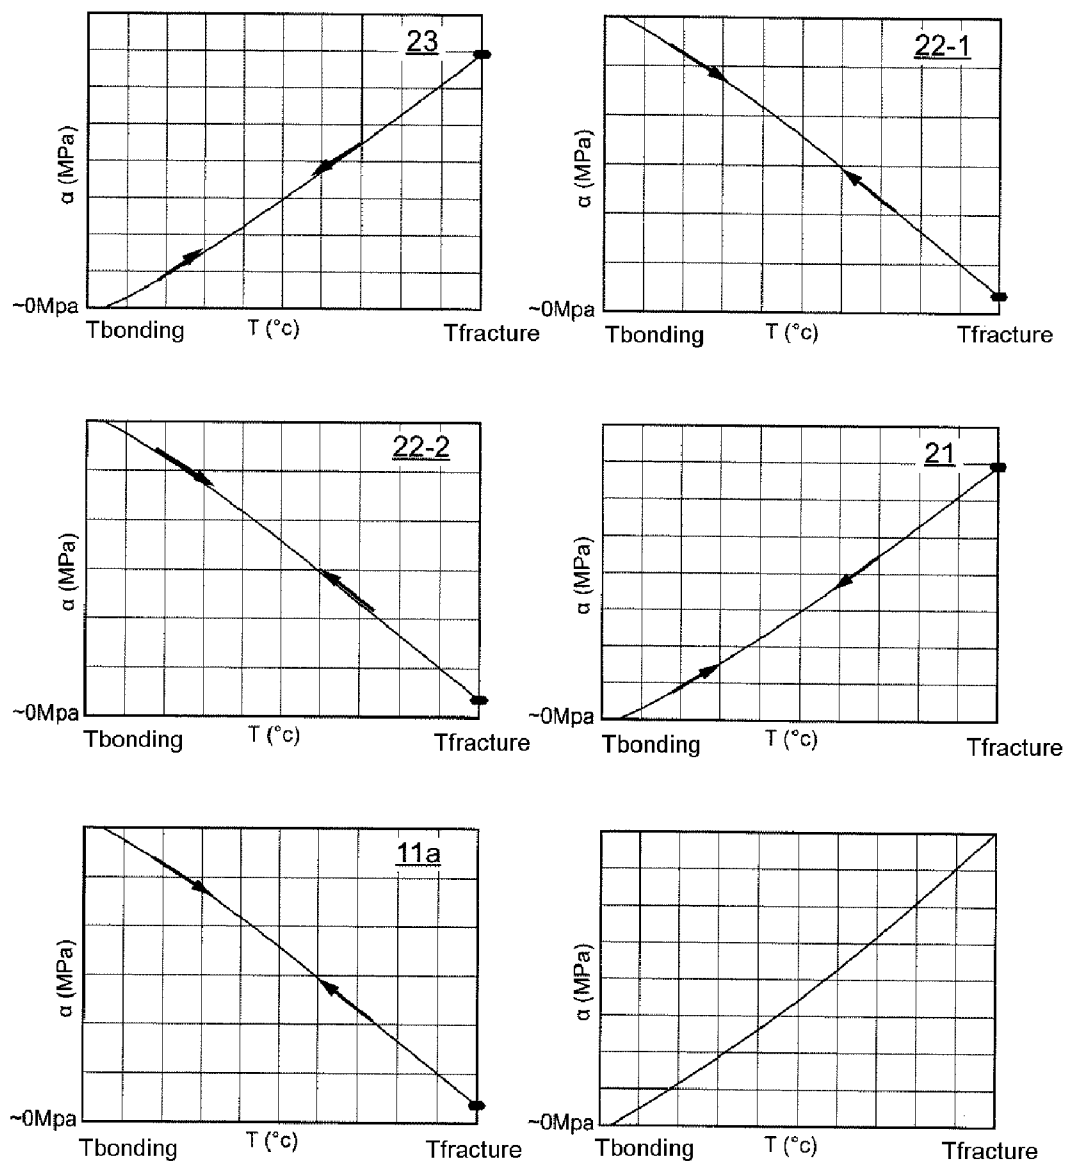 23
α (MPa)
~0Mpa
Tbonding
T (°c)
Tfracture
22-1
α (MPa)
~0Mpa
Tbonding
T (°c)
Tfracture
22-2
α (MPa)
~0Mpa
Tbonding
T (°c)
Tfracture
21
α (MPa)
~0Mpa
Tbonding
T (°c)
Tfracture
11a
α (MPa)
~0Mpa
Tbonding
T (°c)
Tfracture
α (MPa)
~0Mpa
Tbonding
T (°c)
Tfracture